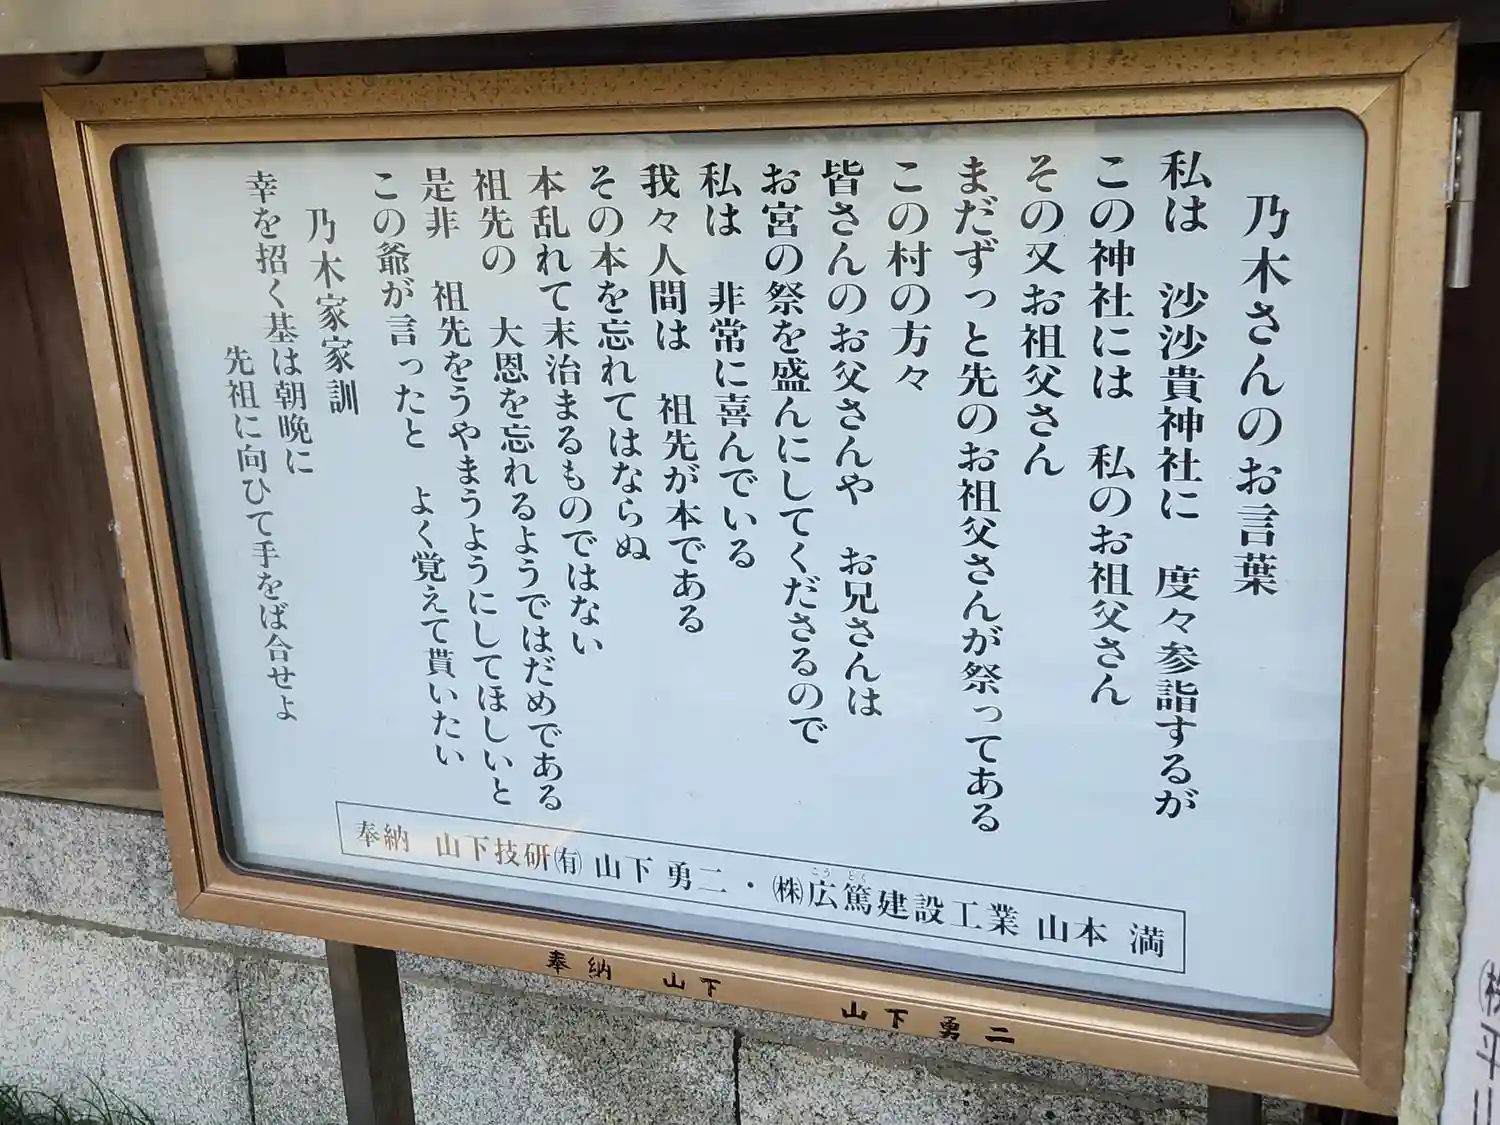 乃木さんのお言葉
私は 沙沙貴神社に 度々参詣するが
この神社には 私のお祖父さん
その又お祖父さん
まだずっと先のお祖父さんが祭ってある
この村の方々
皆さんのお父さんや お兄さんは
お宮の祭を盛んにしてくださるので
私は 非常に喜んでいる
我々人間は 祖先が本である
その本を忘れてはならぬ
本乱れて末治まるものではない
祖先の 大恩を忘れるようではだめである
是非 祖先をうやまうようにしてほしいと
この爺が言ったと よく覚えて貰いたい
乃木家家訓
幸を招く基は朝晩に
先祖に向ひて手をば合せよ
奉納 山下技研㈲ 山下 勇二・㈱広篤建設工業 山本 満
こうとく
奉納 山下 山下 勇二
㈱平